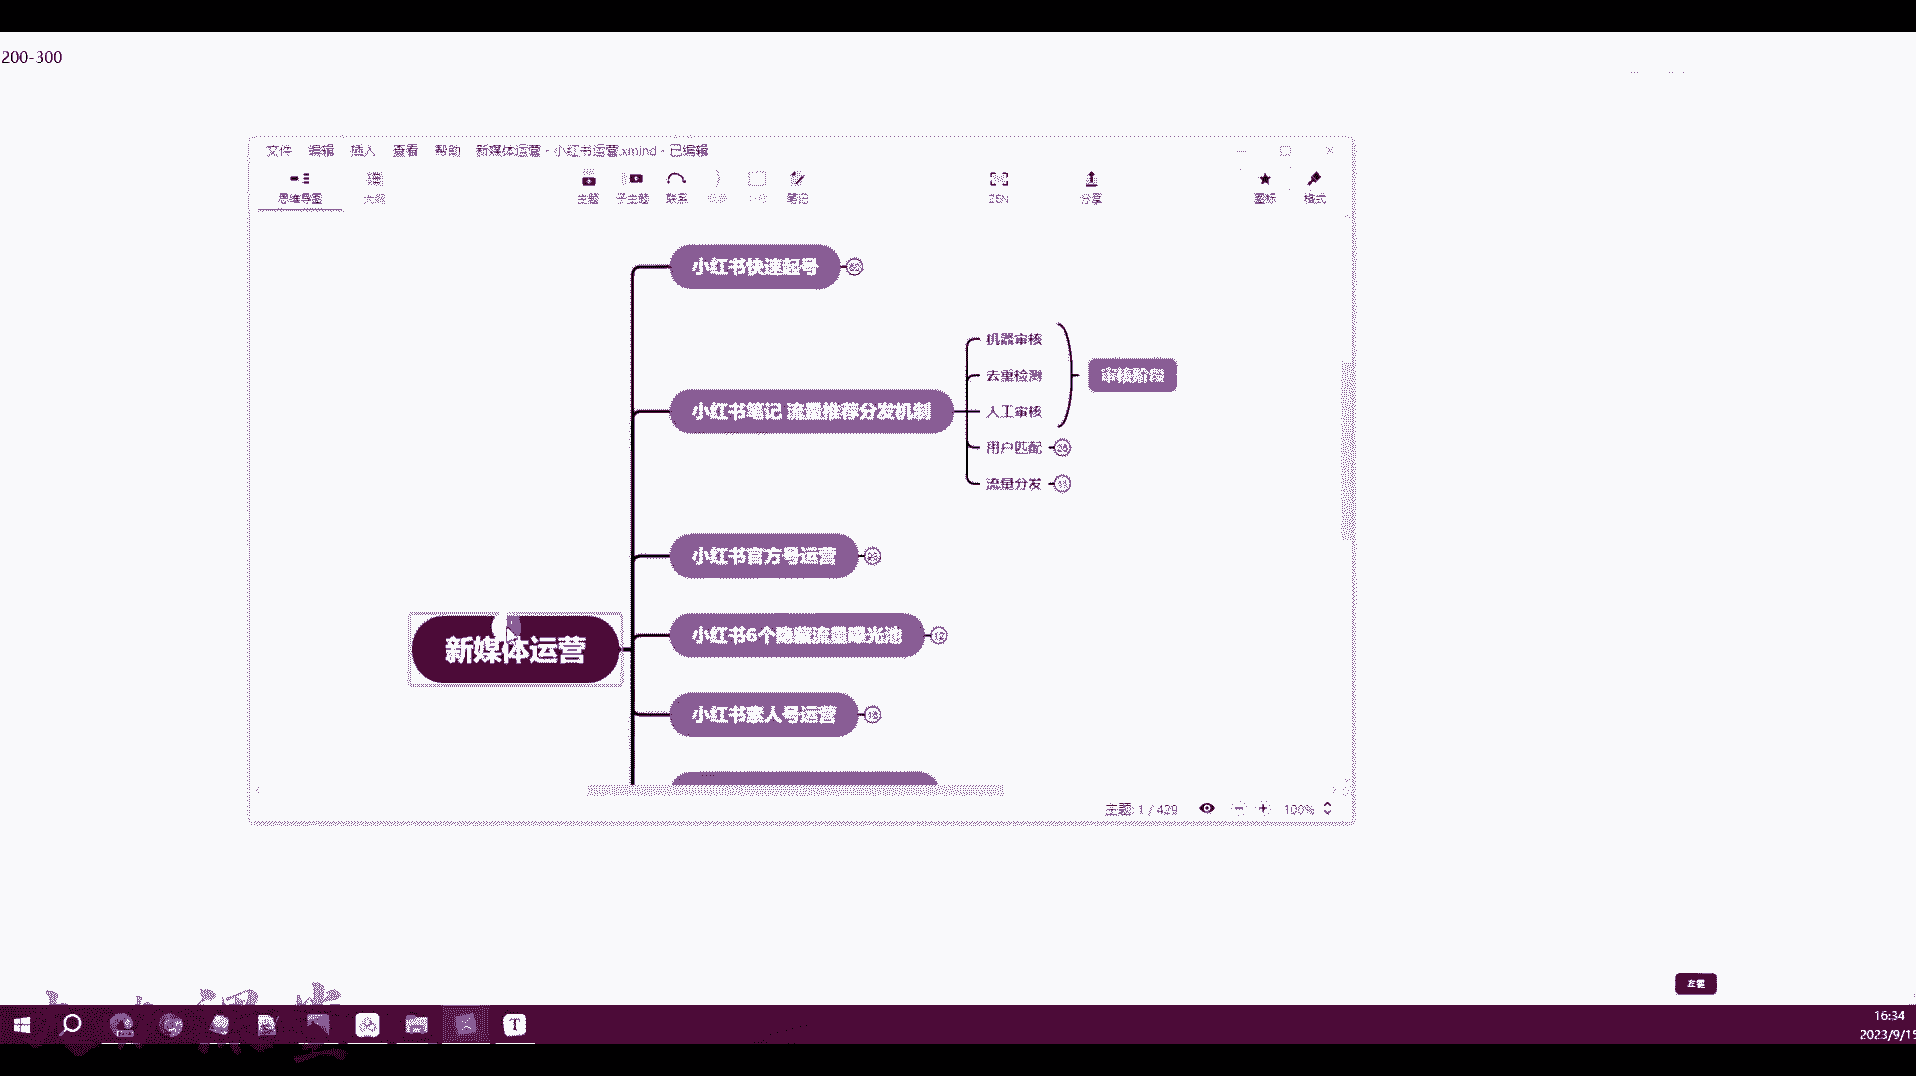 200-300
文件 编辑 插入 查看 帮助 新媒体运营 - 小红书运营.xmind - 已编辑
思维导图 大纲 主题 子主题 联系 笔记 ZEN 分享 图标 格式
小红书快速起号
机器审核
去重检测
审核阶段
小红书笔记 流量推荐分发机制
人工审核
用户匹配
流量分发
小红书官方号运营
小红书6个隐藏流量曝光池 12
新媒体运营
小红书素人号运营
主题: 1 / 429 100%
左键
16:34
2023/9/15